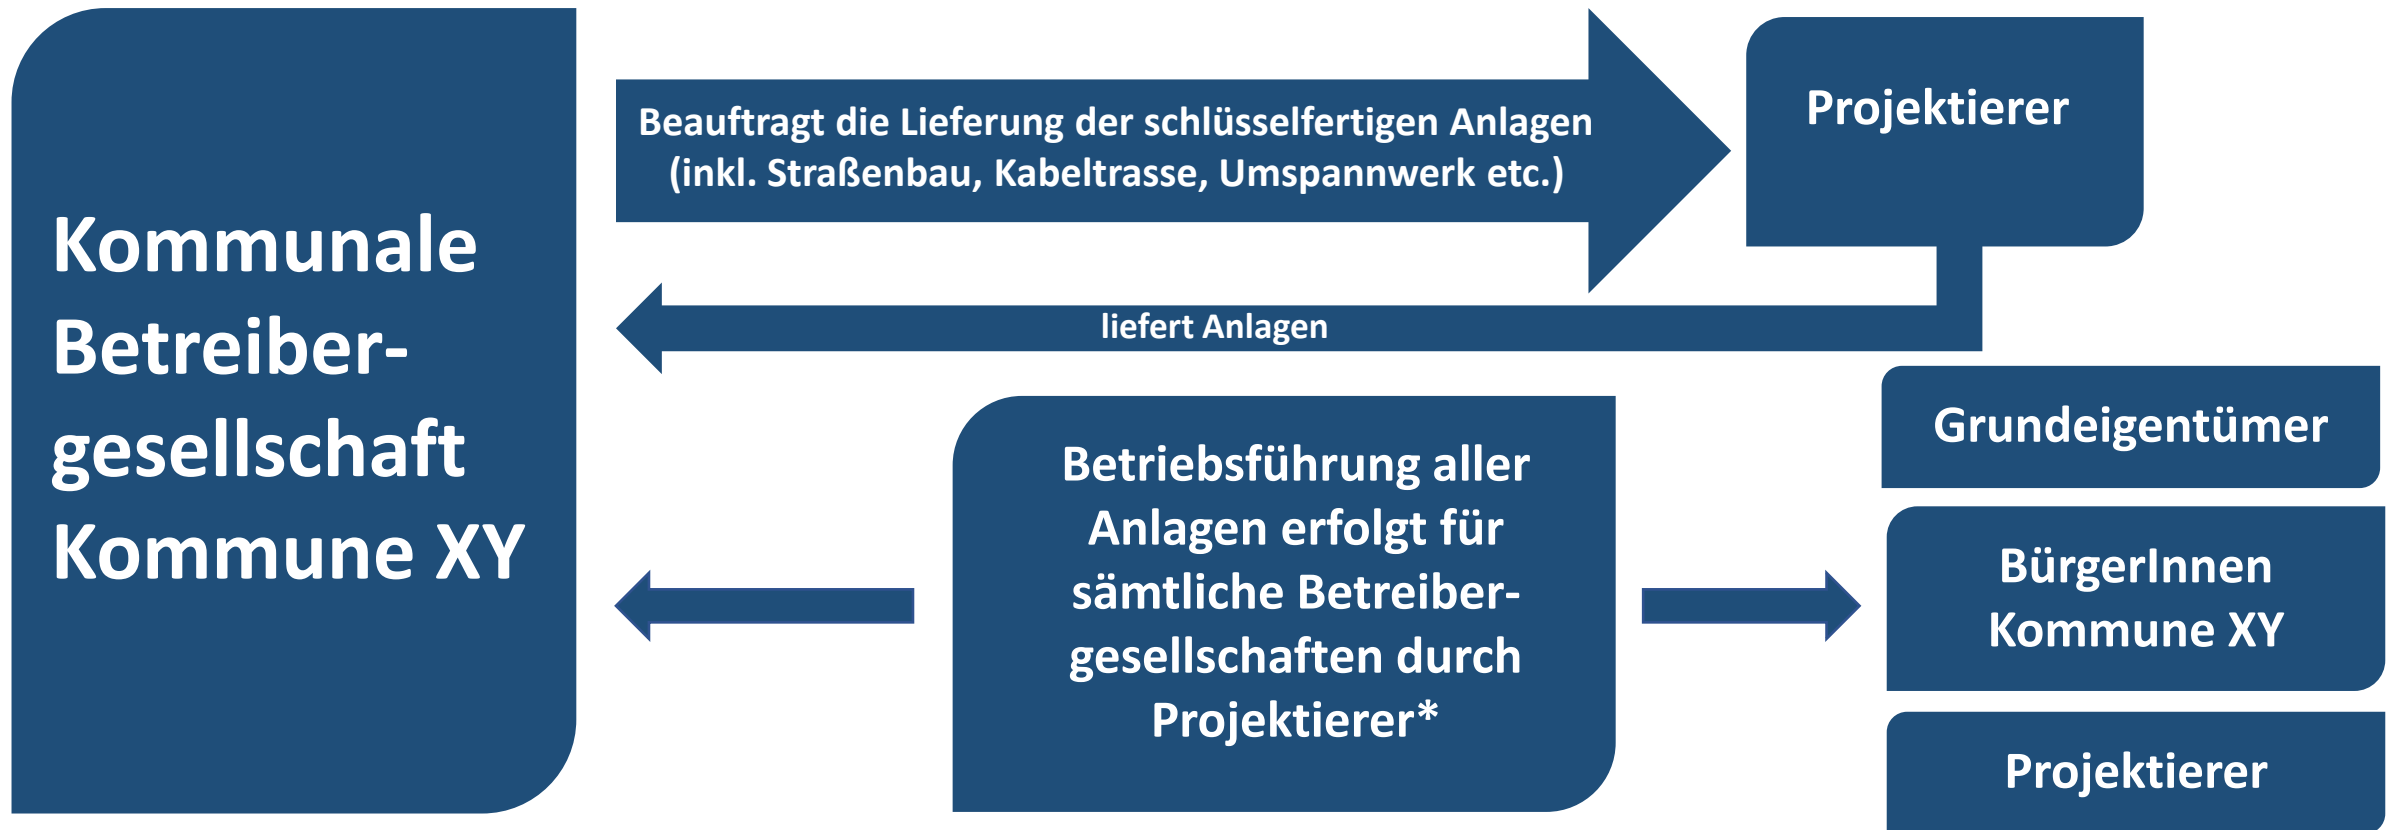 Kommunale
Betreiber-
gesellschaft
Kommune XY
Beauftragt die Lieferung der schlüsselfertigen Anlagen
(inkl. Straßenbau, Kabeltrasse, Umspannwerk etc.)
Projektierer
liefert Anlagen
Betriebsführung aller
Anlagen erfolgt für
sämtliche Betreiber-
gesellschaften durch
Projektierer*
Grundeigentümer
BürgerInnen
Kommune XY
Projektierer